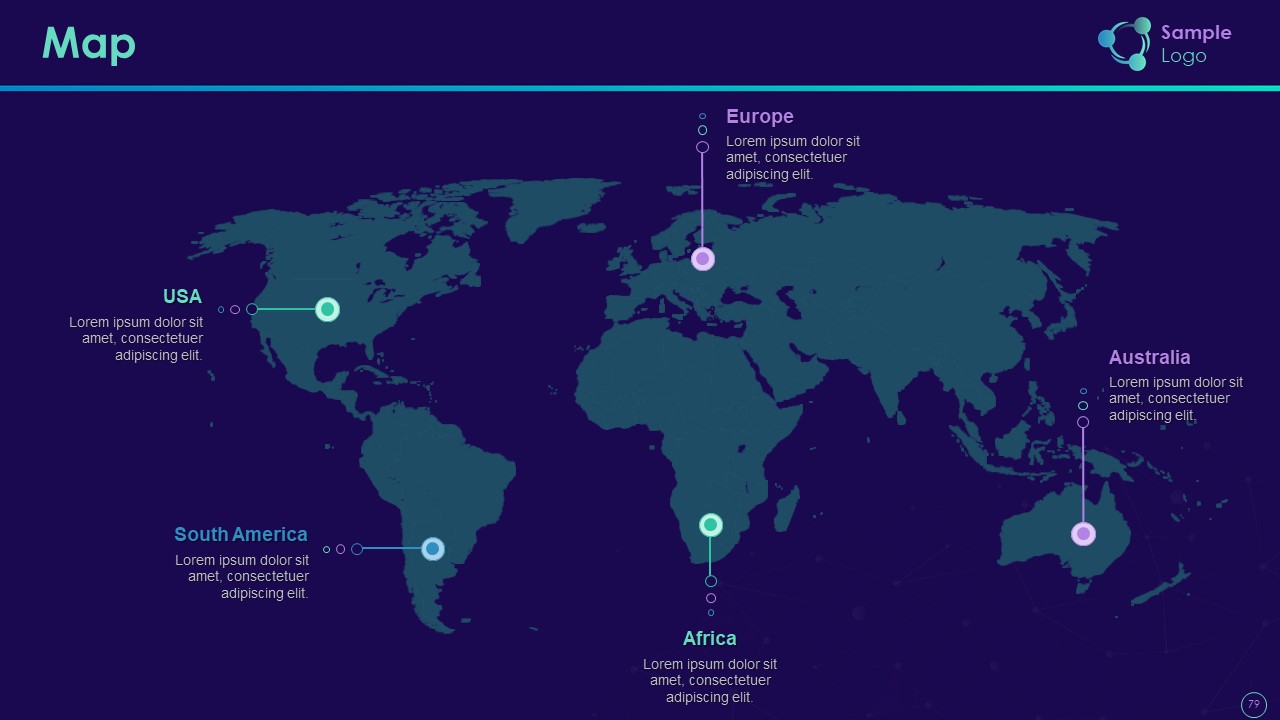 Map
Sample
Logo
Europe
Lorem ipsum dolor sit
amet, consectetuer
adipiscing elit.
USA
Lorem ipsum dolor sit
amet, consectetuer
adipiscing elit.
Australia
Lorem ipsum dolor sit
amet, consectetuer
adipiscing elit.
South America
Lorem ipsum dolor sit
amet, consectetuer
adipiscing elit.
Africa
Lorem ipsum dolor sit
amet, consectetuer
adipiscing elit.
79